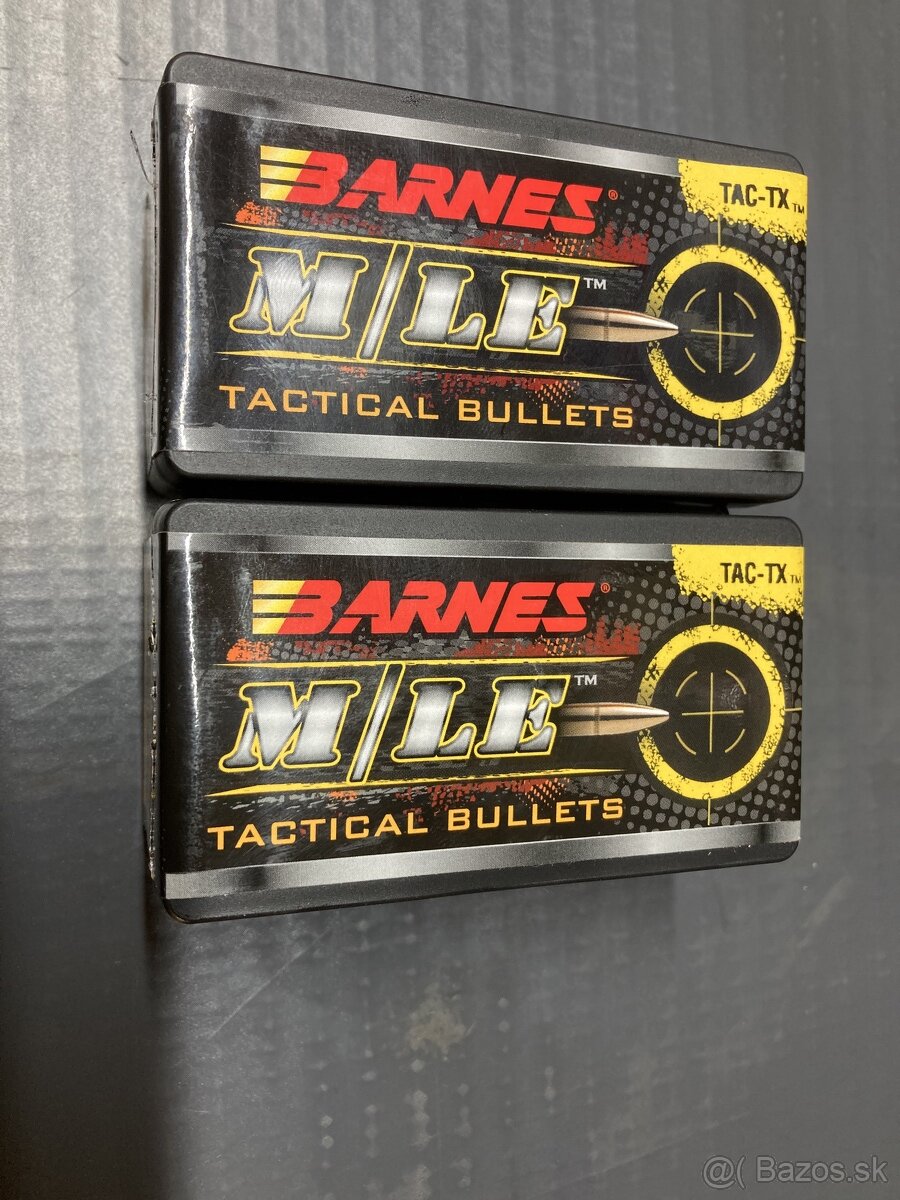 BARNES®
TAC-TX™
M/LE™
TACTICAL BULLETS
BARNES®
TAC-TX™
M/LE™
TACTICAL BULLETS
@( Bazos.sk